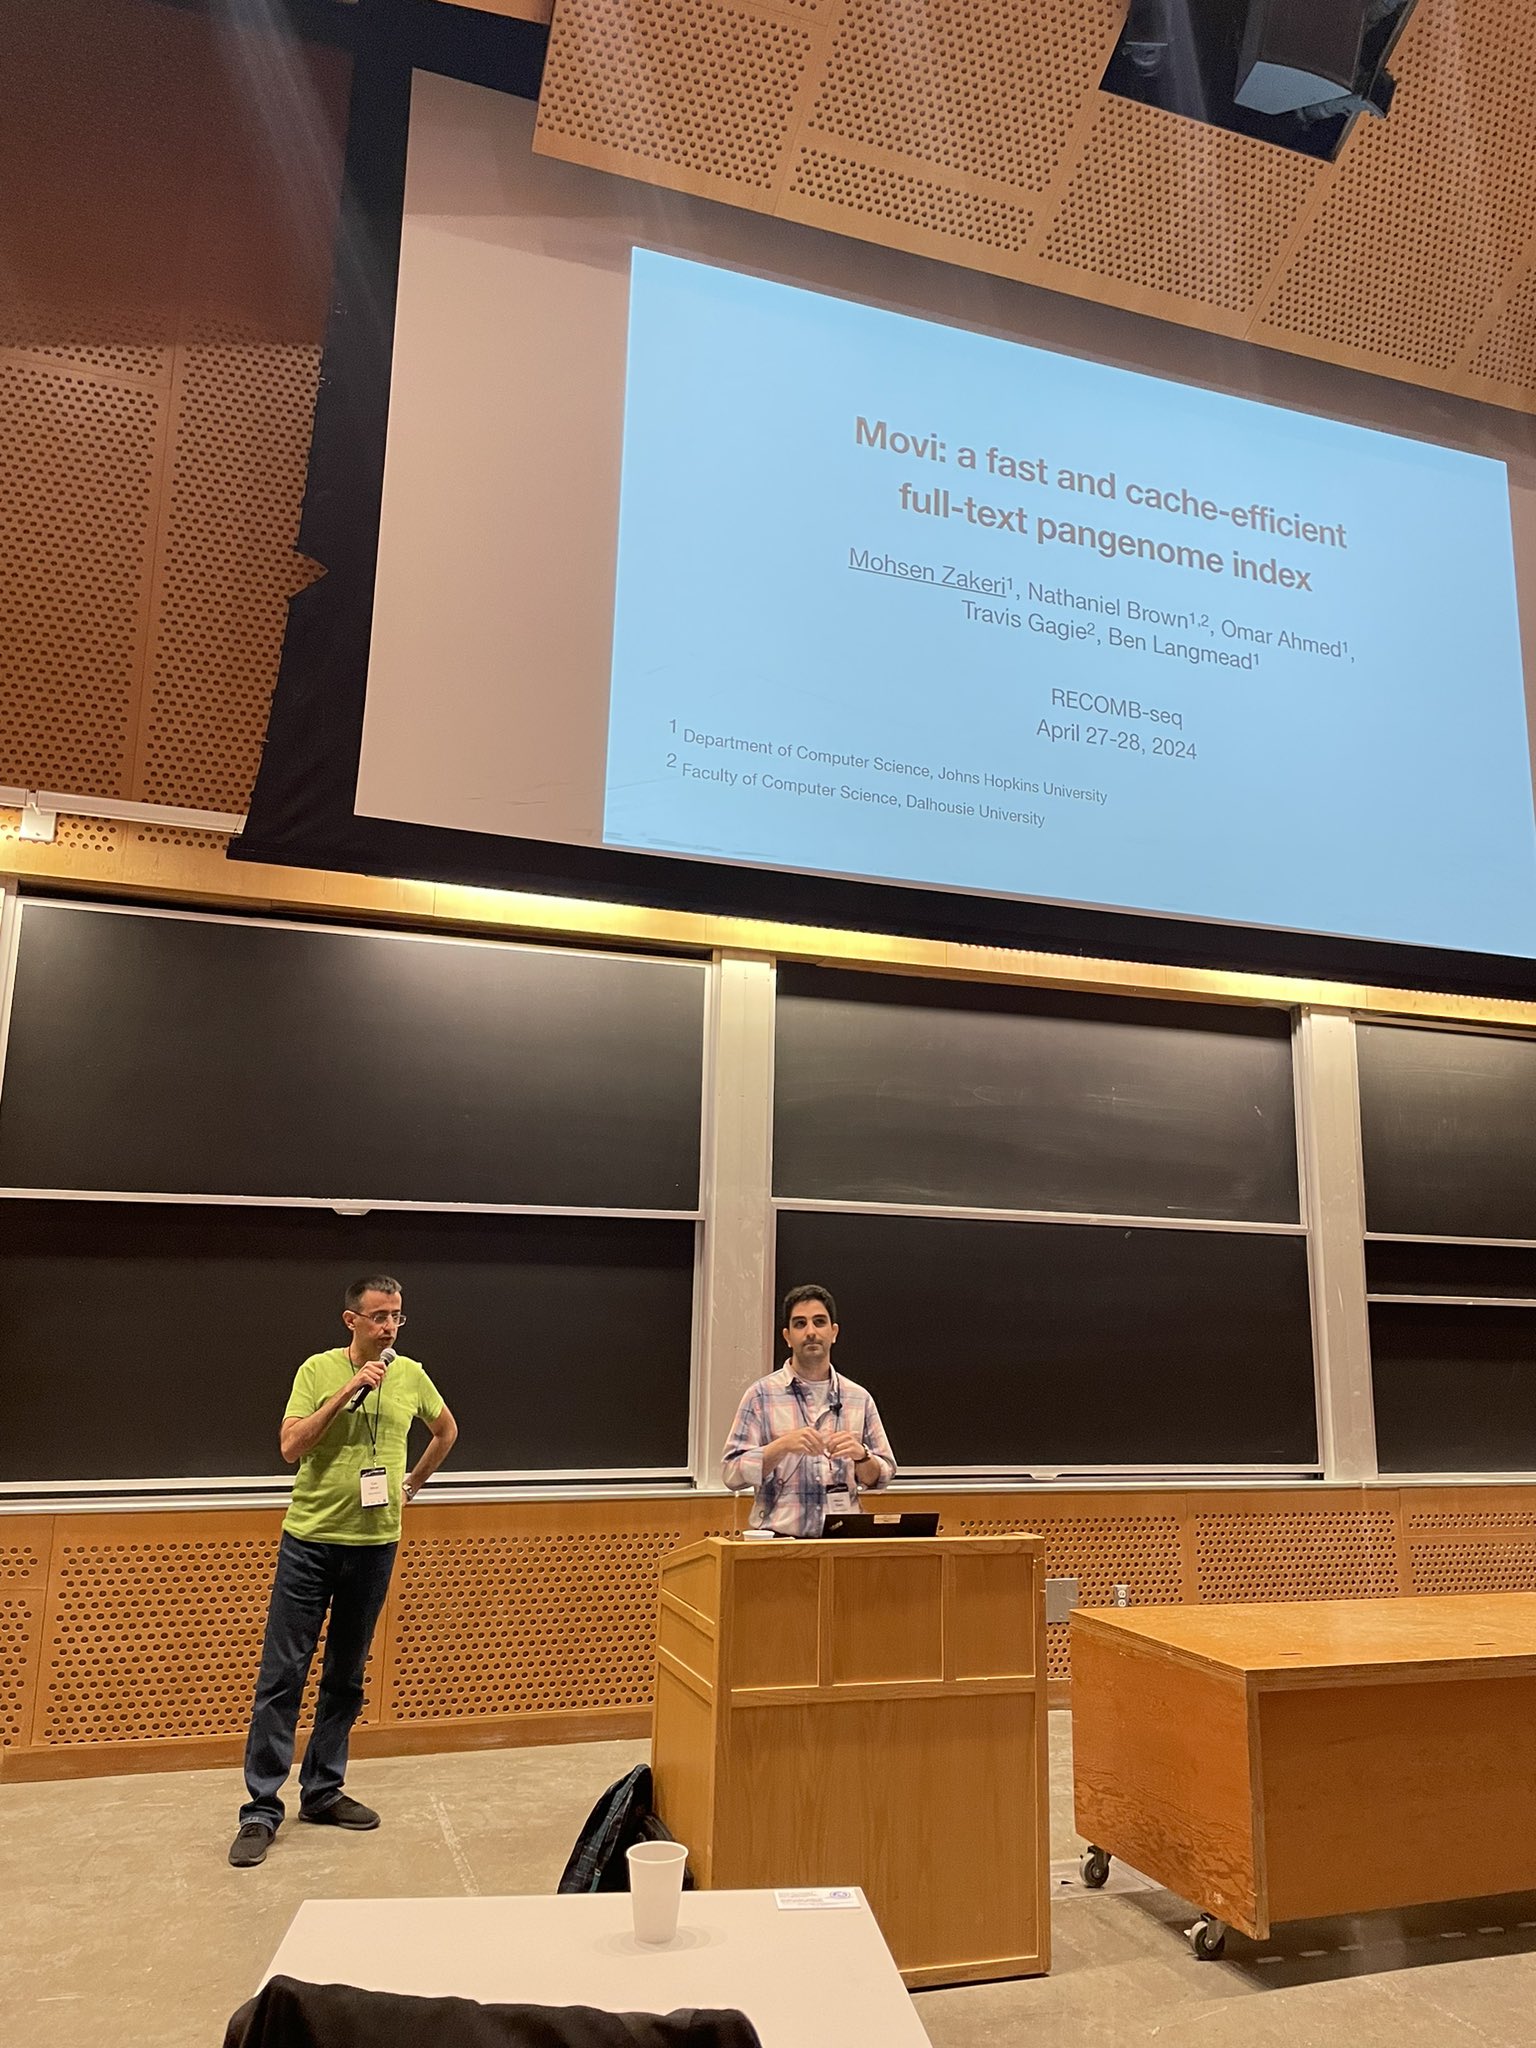 Movi: a fast and cache-efficient
full-text pangenome index
Mohsen Zakeri¹, Nathaniel Brown¹,², Omar Ahmed¹,
Travis Gagie², Ben Langmead¹
RECOMB-seq
April 27-28, 2024
¹ Department of Computer Science, Johns Hopkins University
² Faculty of Computer Science, Dalhousie University